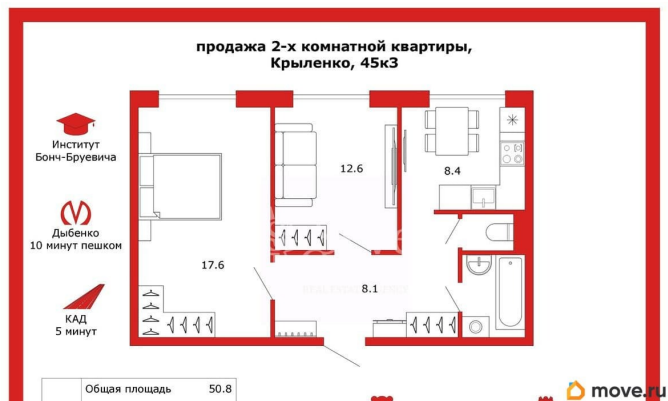 продажа 2-х комнатной квартиры,
Крыленко, 45к3
Институт
Бонч-Бруевича
Дыбенко
10 минут пешком
КАД
5 минут
12.6
8.4
17.6
8.1
Общая площадь 50.8
move.ru